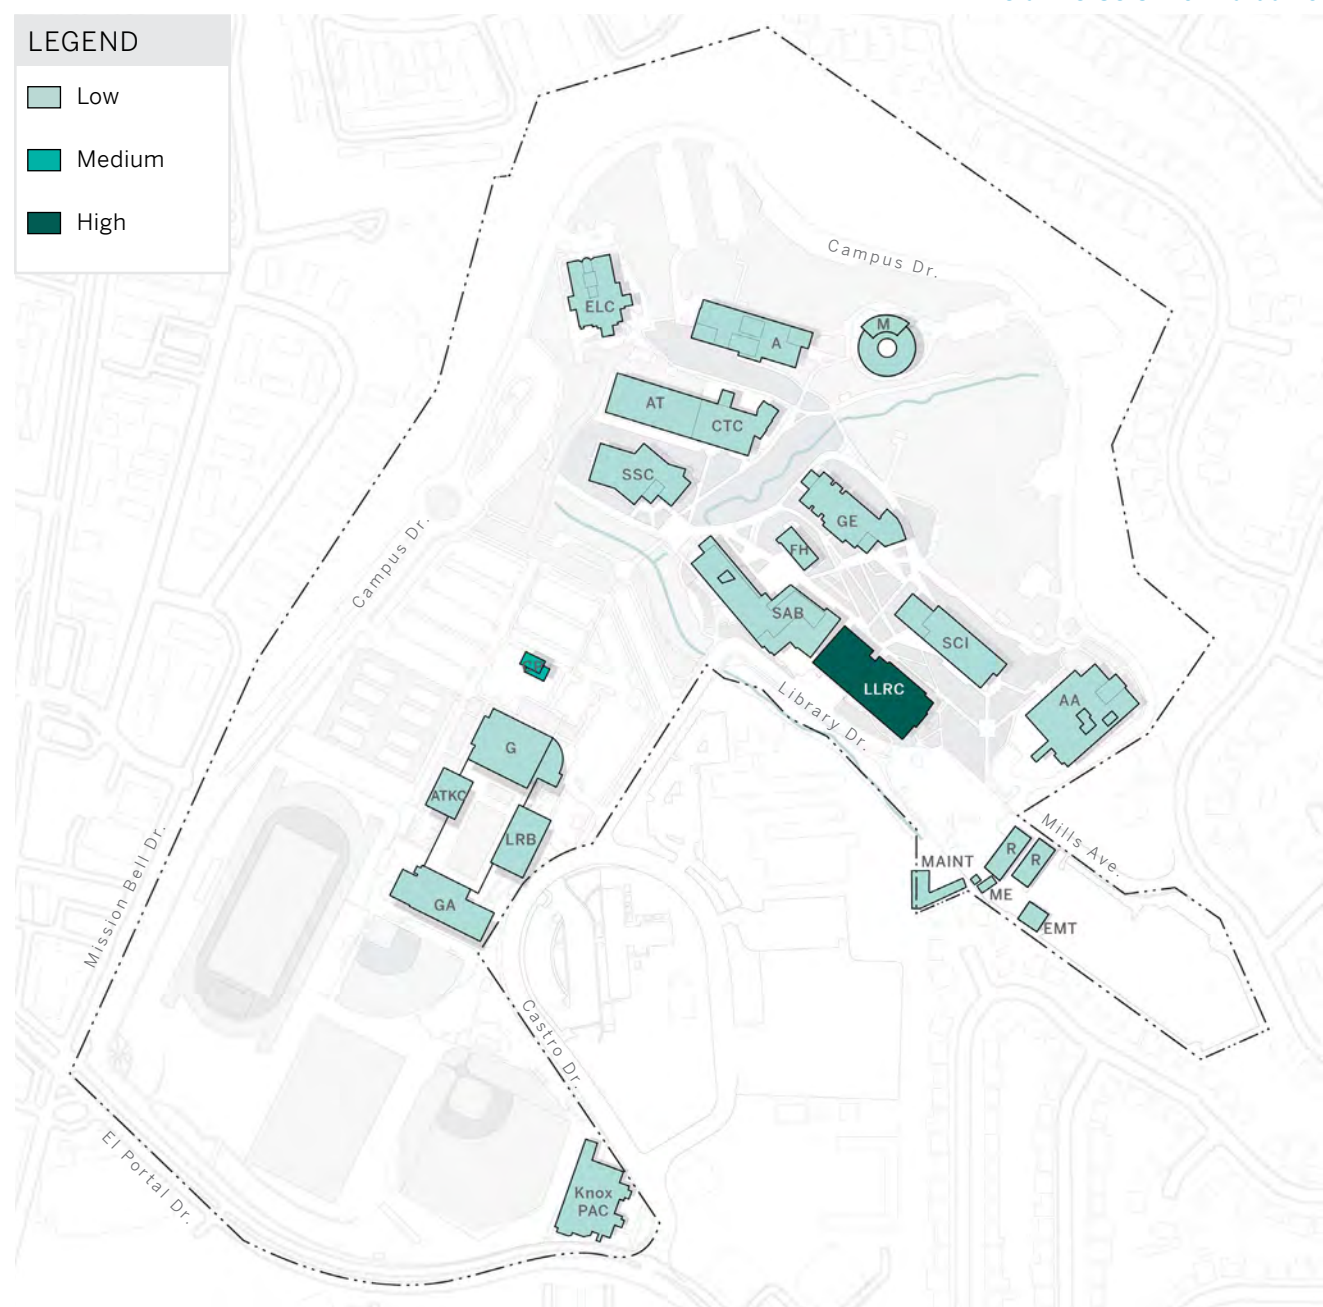 LEGEND
Low
Medium
High
Campus Dr.
ELC
M
A
AT
CTC
SSC
GE
FH
Campus Dr.
SAB
SCI
LLRC
AA
Library Dr.
G
ATKC
LRB
Mills Ave.
R
R
MAINT
ME
GA
EMT
Mission Bell Dr.
Castro Dr.
El Portal Dr.
Knox
PAC